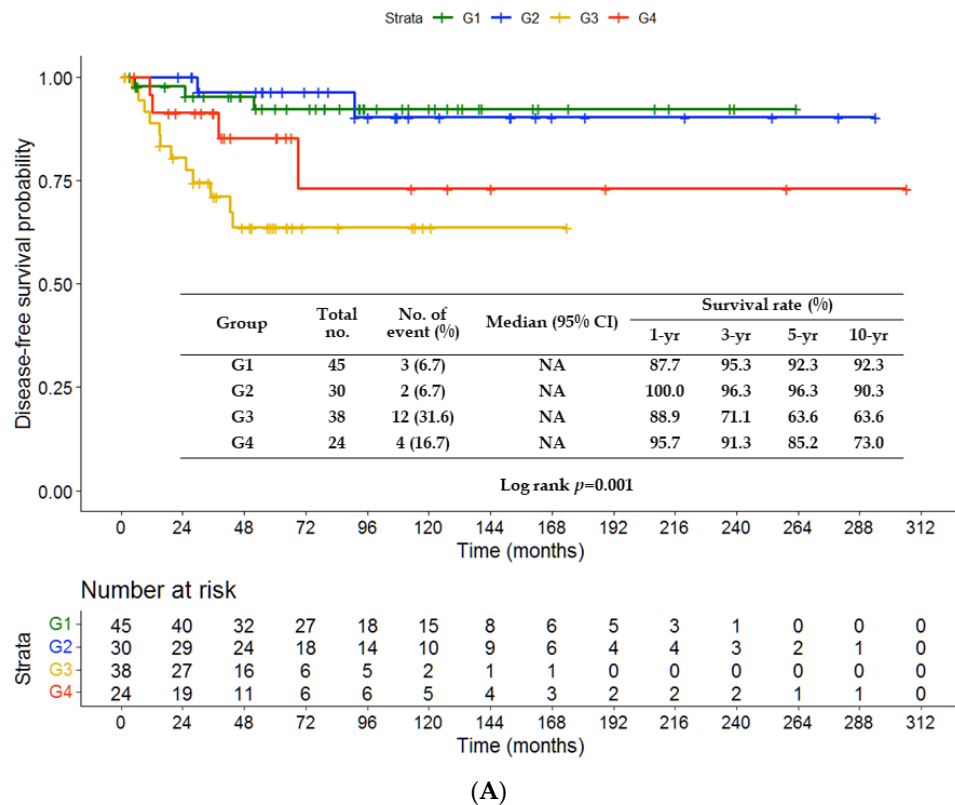 Strata G1 G2 G3 G4
Disease-free survival probability
1.00
0.75
0.50
0.25
0.00
Group Total no. No. of event (%) Median (95% CI) Survival rate (%)
1-yr 3-yr 5-yr 10-yr
G1 45 3 (6.7) NA 87.7 95.3 92.3 92.3
G2 30 2 (6.7) NA 100.0 96.3 96.3 90.3
G3 38 12 (31.6) NA 88.9 71.1 63.6 63.6
G4 24 4 (16.7) NA 95.7 91.3 85.2 73.0
Log rank p=0.001
0 24 48 72 96 120 144 168 192 216 240 264 288 312
Time (months)
Number at risk
Strata
G1 45 40 32 27 18 15 8 6 5 3 1 0 0 0
G2 30 29 24 18 14 10 9 6 4 4 3 2 1 0
G3 38 27 16 6 5 2 1 1 0 0 0 0 0 0
G4 24 19 11 6 6 5 4 3 2 2 2 1 1 0
0 24 48 72 96 120 144 168 192 216 240 264 288 312
Time (months)
(A)